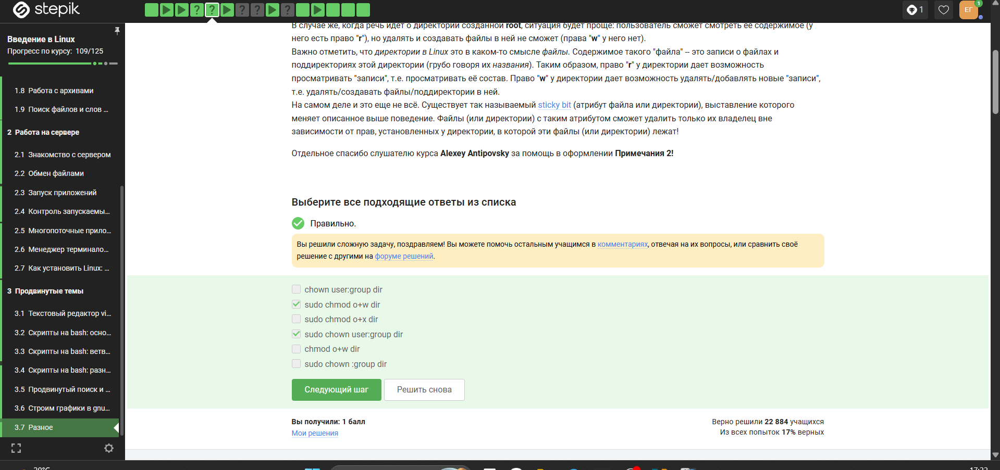 stepik
? ? ? ? ?
1
ЕГ
1
Введение в Linux
Прогресс по курсу: 109/125
1.8 Работа с архивами
1.9 Поиск файлов и слов ...
2 Работа на сервере
2.1 Знакомство с сервером
2.2 Обмен файлами
2.3 Запуск приложений
2.4 Контроль запускаемы...
2.5 Многопоточные прило...
2.6 Менеджер терминало...
2.7 Как установить Linux: ...
3 Продвинутые темы
3.1 Текстовый редактор vi...
3.2 Скрипты на bash: осно...
3.3 Скрипты на bash: ветв...
3.4 Скрипты на bash: разн...
3.5 Продвинутый поиск и ...
3.6 Строим графики в gnu...
3.7 Разное
В случае же, когда речь идет о директории созданной root, ситуация будет проще: пользователь сможет смотреть ее содержимое (у
него есть право "r"), но удалять и создавать файлы в ней не сможет (права "w" у него нет).
Важно отметить, что директории в Linux это в каком-то смысле файлы. Содержимое такого "файла" -- это записи о файлах и
поддиректориях этой директории (грубо говоря их названия). Таким образом, право "r" у директории дает возможность
просматривать "записи", т.е. просматривать её состав. Право "w" у директории дает возможность удалять/добавлять новые "записи",
т.е. удалять/создавать файлы/поддиректории в ней.
На самом деле и это еще не всё. Существует так называемый sticky bit (атрибут файла или директории), выставление которого
меняет описанное выше поведение. Файлы (или директории) с таким атрибутом сможет удалить только их владелец вне
зависимости от прав, установленных у директории, в которой эти файлы (или директории) лежат!
Отдельное спасибо слушателю курса Alexey Antipovsky за помощь в оформлении Примечания 2!
Выберите все подходящие ответы из списка
Правильно.
Вы решили сложную задачу, поздравляем! Вы можете помочь остальным учащимся в комментариях, отвечая на их вопросы, или сравнить своё
решение с другими на форуме решений.
chown user:group dir
sudo chmod o+w dir
sudo chmod o+x dir
sudo chown user:group dir
chmod o+w dir
sudo chown :group dir
Следующий шаг
Решить снова
Вы получили: 1 балл
Мои решения
Верно решили 22 884 учащихся
Из всех попыток 17% верных